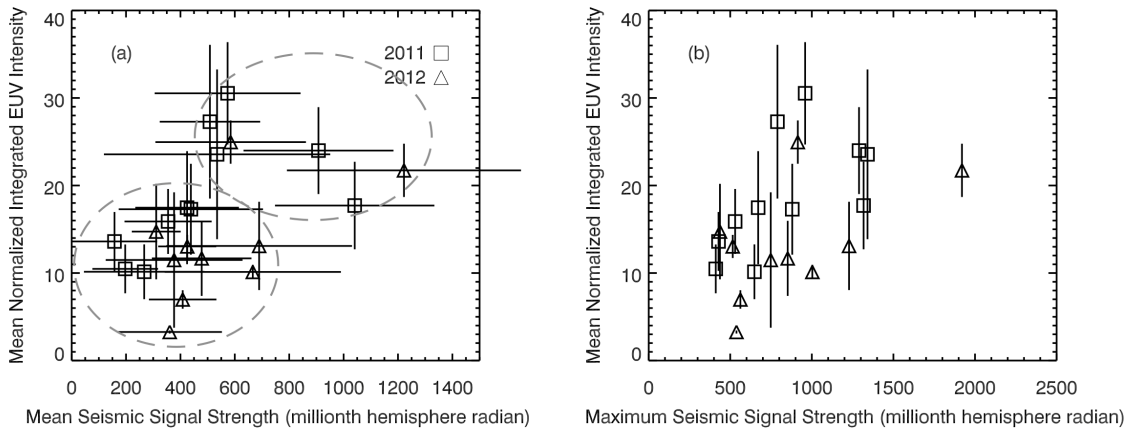 40
30
20
10
0
Mean Normalized Integrated EUV Intensity
(a)
2011
2012
0 200 400 600 800 1000 1200 1400
Mean Seismic Signal Strength (millionth hemisphere radian)
40
30
20
10
0
Mean Normalized Integrated EUV Intensity
(b)
0 500 1000 1500 2000 2500
Maximum Seismic Signal Strength (millionth hemisphere radian)